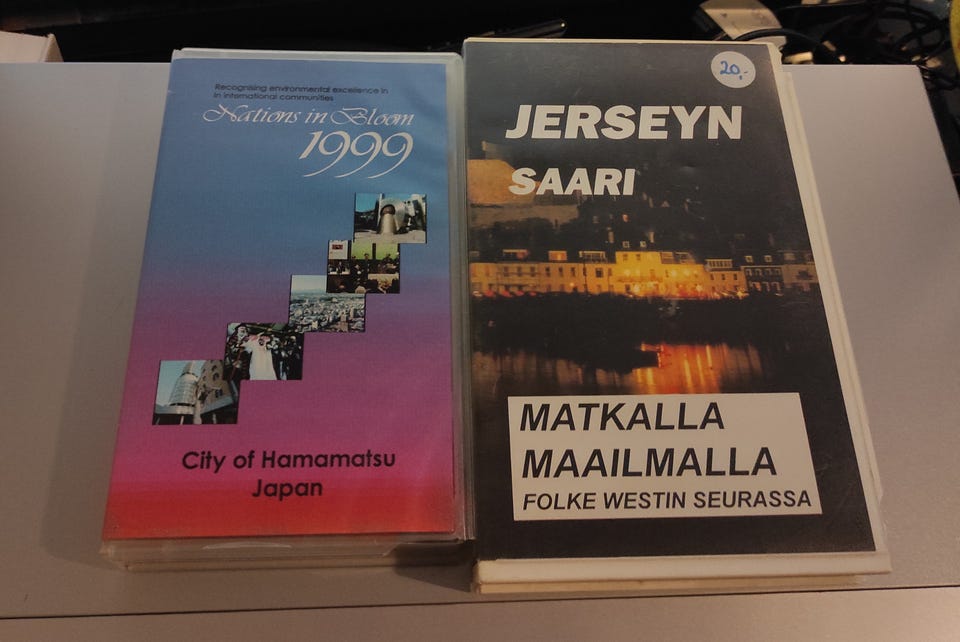 Recognising environmental excellence in
in international communities
Nations in Bloom
1999
City of Hamamatsu
Japan
20,-
JERSEYN
SAARI
MATKALLA
MAAILMALLA
FOLKE WESTIN SEURASSA